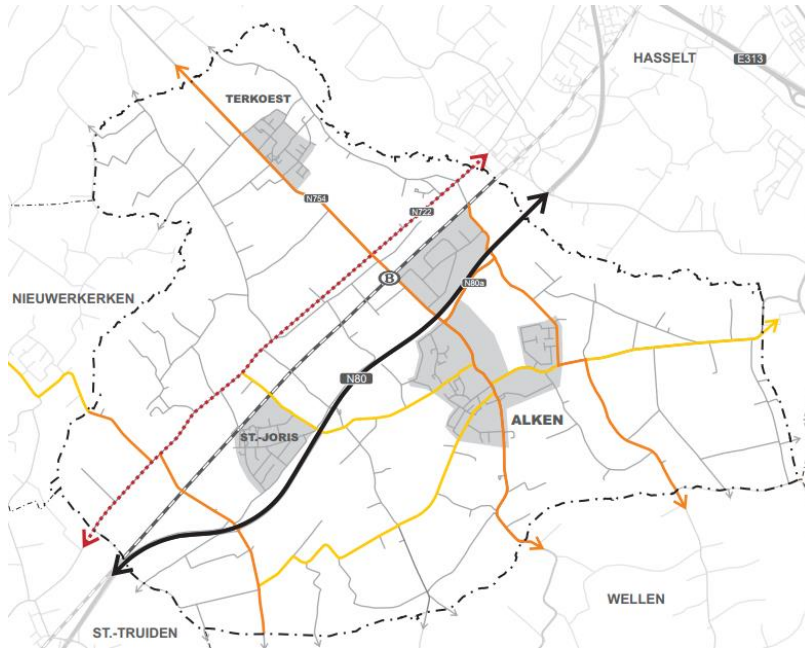 HASSELT
E313
TERKOEST
N754
N722
B
N80a
NIEUWERKERKEN
N80
ALKEN
ST.-JORIS
WELLEN
ST.-TRUIDEN